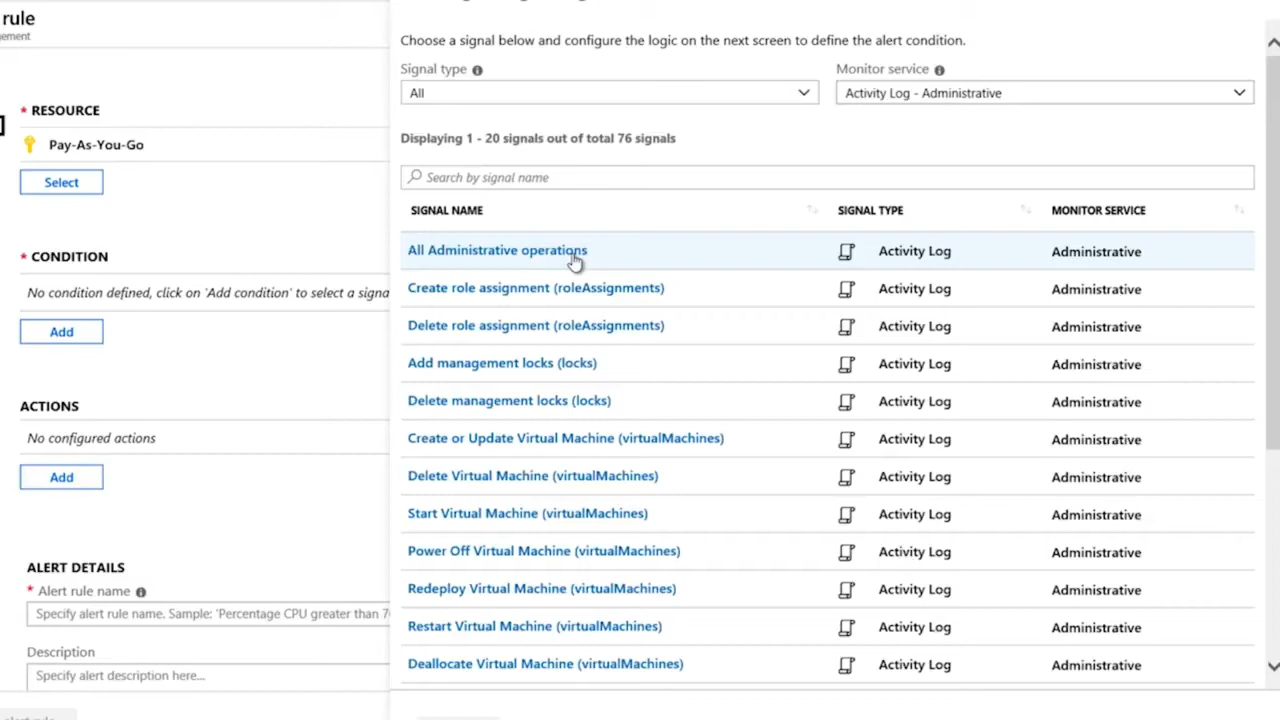 rule
ement
* RESOURCE
Pay-As-You-Go
Select
* CONDITION
No condition defined, click on 'Add condition' to select a signa
Add
ACTIONS
No configured actions
Add
ALERT DETAILS
* Alert rule name
Specify alert rule name. Sample: 'Percentage CPU greater than 7
Description
Specify alert description here...
Choose a signal below and configure the logic on the next screen to define the alert condition.
Signal type
All
Monitor service
Activity Log - Administrative
Displaying 1 - 20 signals out of total 76 signals
Search by signal name
SIGNAL NAME SIGNAL TYPE MONITOR SERVICE
All Administrative operations Activity Log Administrative
Create role assignment (roleAssignments) Activity Log Administrative
Delete role assignment (roleAssignments) Activity Log Administrative
Add management locks (locks) Activity Log Administrative
Delete management locks (locks) Activity Log Administrative
Create or Update Virtual Machine (virtualMachines) Activity Log Administrative
Delete Virtual Machine (virtualMachines) Activity Log Administrative
Start Virtual Machine (virtualMachines) Activity Log Administrative
Power Off Virtual Machine (virtualMachines) Activity Log Administrative
Redeploy Virtual Machine (virtualMachines) Activity Log Administrative
Restart Virtual Machine (virtualMachines) Activity Log Administrative
Deallocate Virtual Machine (virtualMachines) Activity Log Administrative